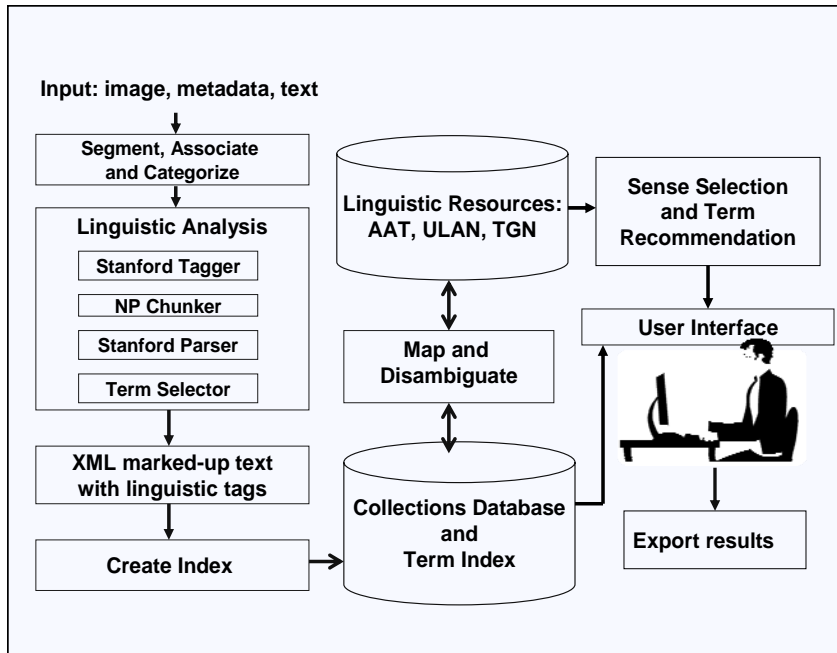 Input: image, metadata, text
Segment, Associate
and Categorize
Linguistic Analysis
Stanford Tagger
NP Chunker
Stanford Parser
Term Selector
XML marked-up text
with linguistic tags
Create Index
Linguistic Resources:
AAT, ULAN, TGN
Map and
Disambiguate
Collections Database
and
Term Index
Sense Selection
and Term
Recommendation
User Interface
Export results